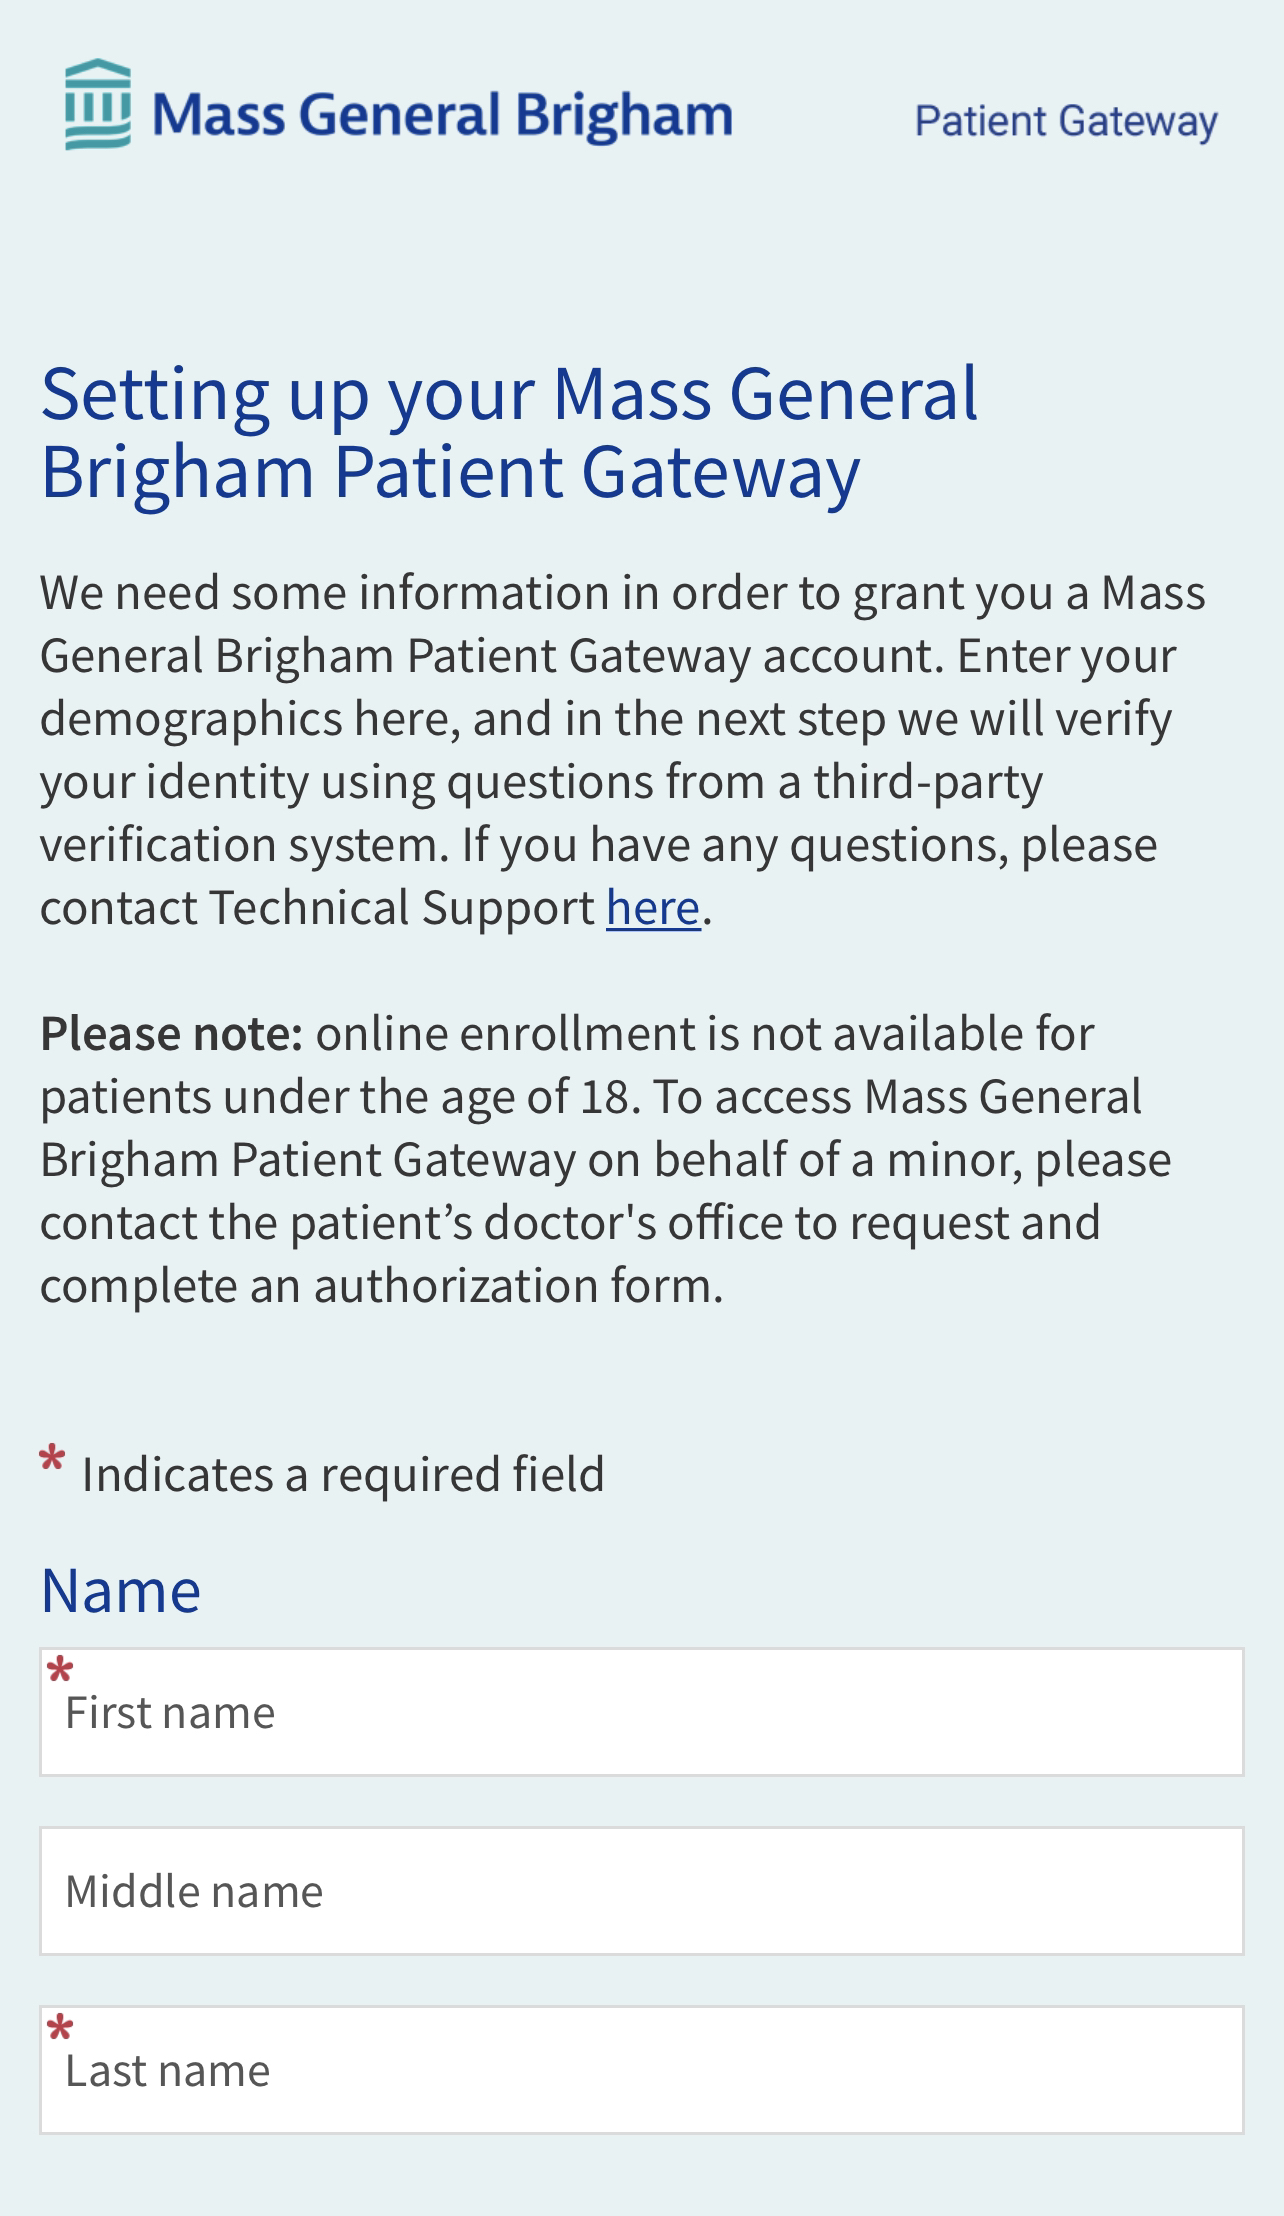 Mass General Brigham
Patient Gateway
Setting up your Mass General
Brigham Patient Gateway
We need some information in order to grant you a Mass
General Brigham Patient Gateway account. Enter your
demographics here, and in the next step we will verify
your identity using questions from a third-party
verification system. If you have any questions, please
contact Technical Support here.
Please note: online enrollment is not available for
patients under the age of 18. To access Mass General
Brigham Patient Gateway on behalf of a minor, please
contact the patient’s doctor's office to request and
complete an authorization form.
* Indicates a required field
Name
* First name
Middle name
* Last name